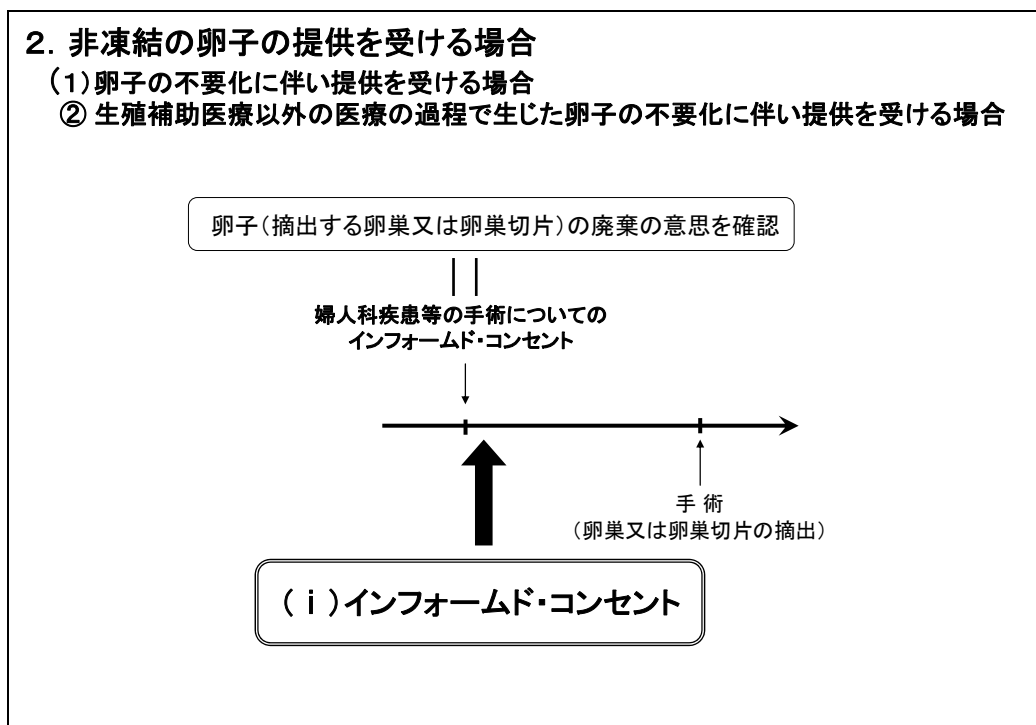 ２．非凍結の卵子の提供を受ける場合
（１）卵子の不要化に伴い提供を受ける場合
② 生殖補助医療以外の医療の過程で生じた卵子の不要化に伴い提供を受ける場合
卵子（摘出する卵巣又は卵巣切片）の廃棄の意思を確認
婦人科疾患等の手術についての
インフォームド・コンセント
手 術
（卵巣又は卵巣切片の摘出）
（ⅰ）インフォームド・コンセント